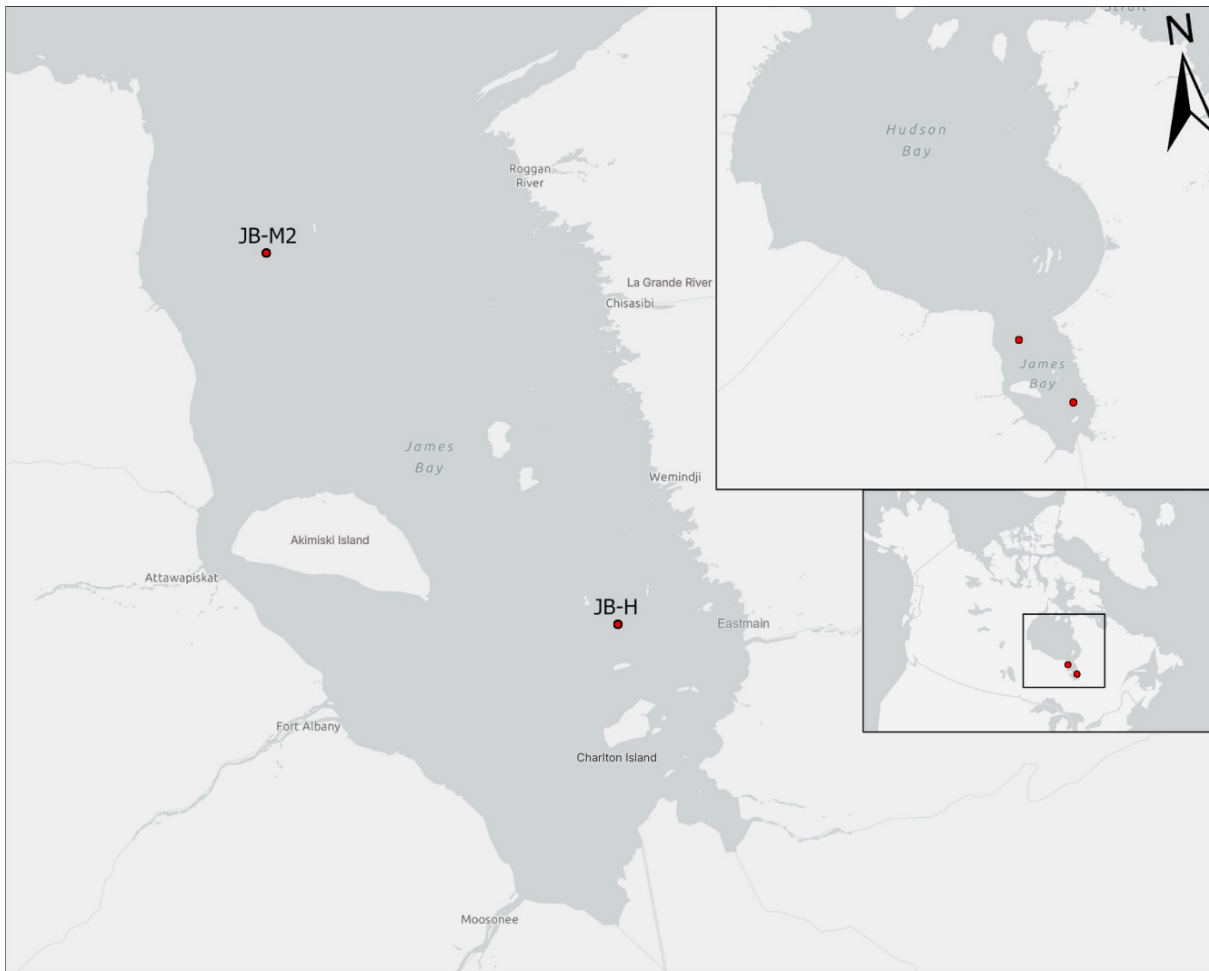 Strait
N
Hudson
Bay
Roggan
River
JB-M2
La Grande River
Chisasibi
James
Bay
James
Bay
Wemindji
Akimiski Island
Attawapiskat
JB-H
Eastmain
Fort Albany
Charlton Island
Moosonee